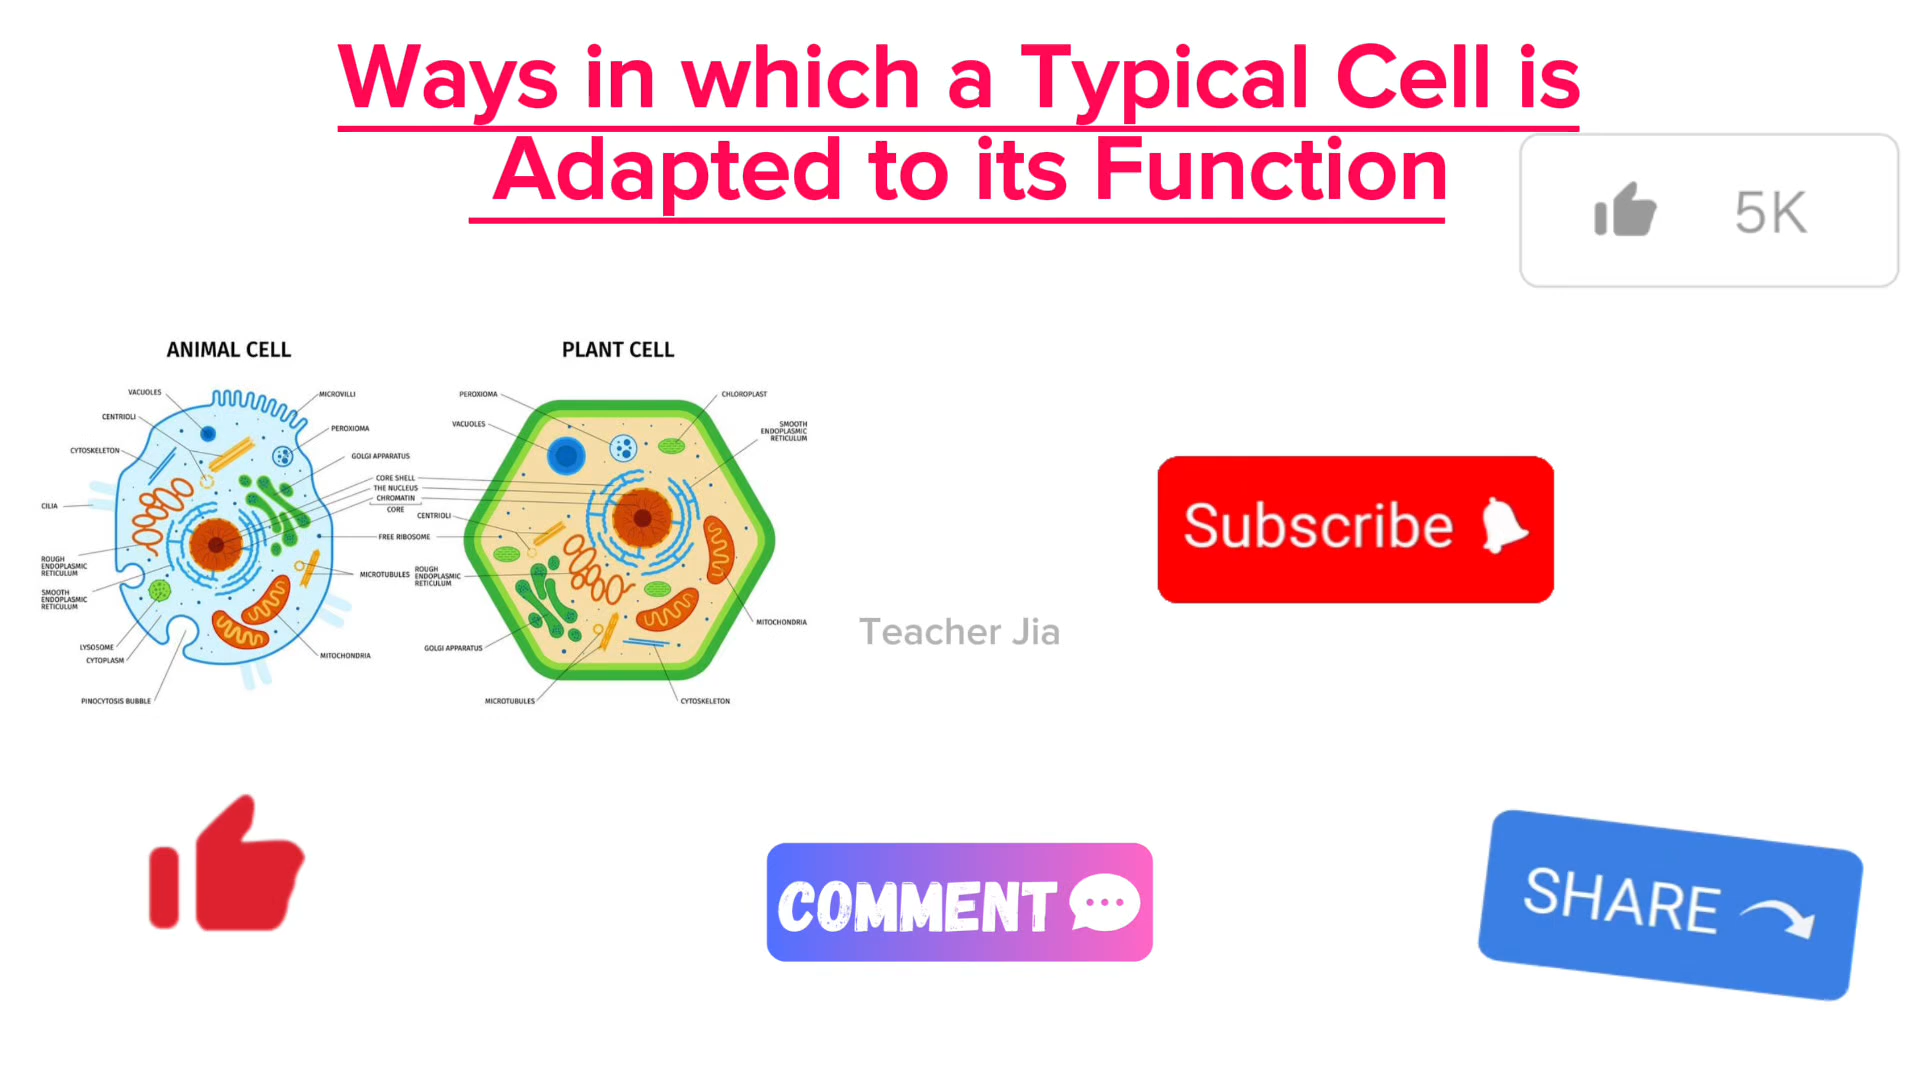 Ways in which a Typical Cell is
Adapted to its Function
5K
ANIMAL CELL
VACUOLES
CENTRIOLI
CYTOSKELETON
CILIA
ROUGH
ENDOPLASMIC
RETICULUM
SMOOTH
ENDOPLASMIC
RETICULUM
LYSOSOME
CYTOPLASM
PINOCYTOSIS BUBBLE
MICROVILLI
PEROXIOMA
GOLGI APPARATUS
CORE SHELL
THE NUCLEUS
CHROMATIN
CORE
FREE RIBOSOME
MICROTUBULES
MITOCHONDRIA
PLANT CELL
PEROXIOMA
VACUOLES
CENTRIOLI
ROUGH
ENDOPLASMIC
RETICULUM
GOLGI APPARATUS
MICROTUBULES
CHLOROPLAST
SMOOTH
ENDOPLASMIC
RETICULUM
MITOCHONDRIA
CYTOSKELETON
Teacher Jia
Subscribe
COMMENT
SHARE